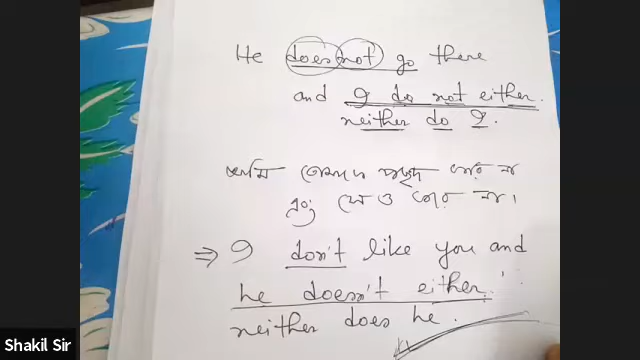 He does not go there
and I do not either.
neither do I.
আমি তোমাকে পছন্দ করি না
এবং সে ও করে না।
⇒ I don't like you and
he doesn't either.
neither does he.
Shakil Sir